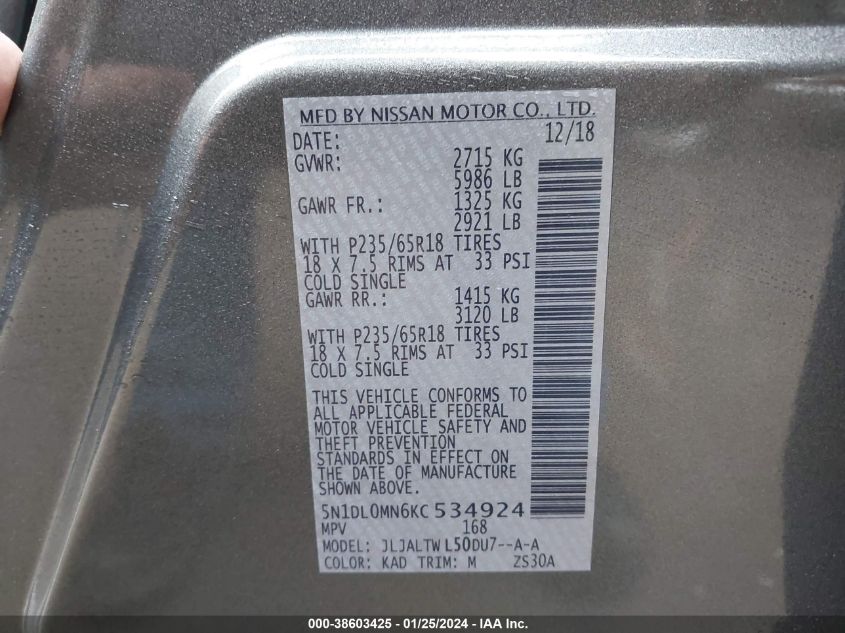 MFD BY NISSAN MOTOR CO., LTD.
DATE: 12/18
GVWR: 2715 KG
5986 LB
GAWR FR.: 1325 KG
2921 LB
WITH P235/65R18 TIRES
18 X 7.5 RIMS AT 33 PSI
COLD SINGLE
GAWR RR.: 1415 KG
3120 LB
WITH P235/65R18 TIRES
18 X 7.5 RIMS AT 33 PSI
COLD SINGLE
THIS VEHICLE CONFORMS TO
ALL APPLICABLE FEDERAL
MOTOR VEHICLE SAFETY AND
THEFT PREVENTION
STANDARDS IN EFFECT ON
THE DATE OF MANUFACTURE
SHOWN ABOVE.
5N1DL0MN6KC534924
MPV 168
MODEL: JLJALTWL50DU7--A-A
COLOR: KAD TRIM: M ZS30A
000-38603425 - 01/25/2024 - IAA Inc.